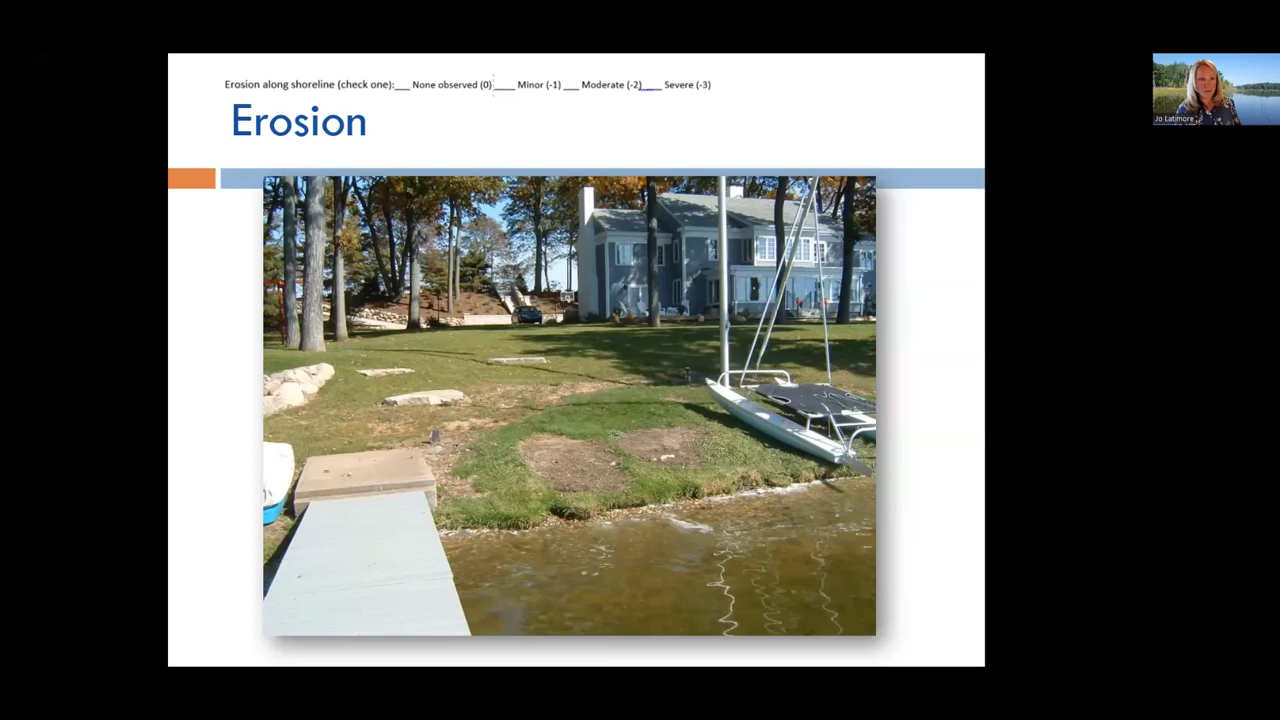 Erosion along shoreline (check one):___ None observed (0)____ Minor (-1) ___ Moderate (-2)____ Severe (-3)
Erosion
Jo Latimore